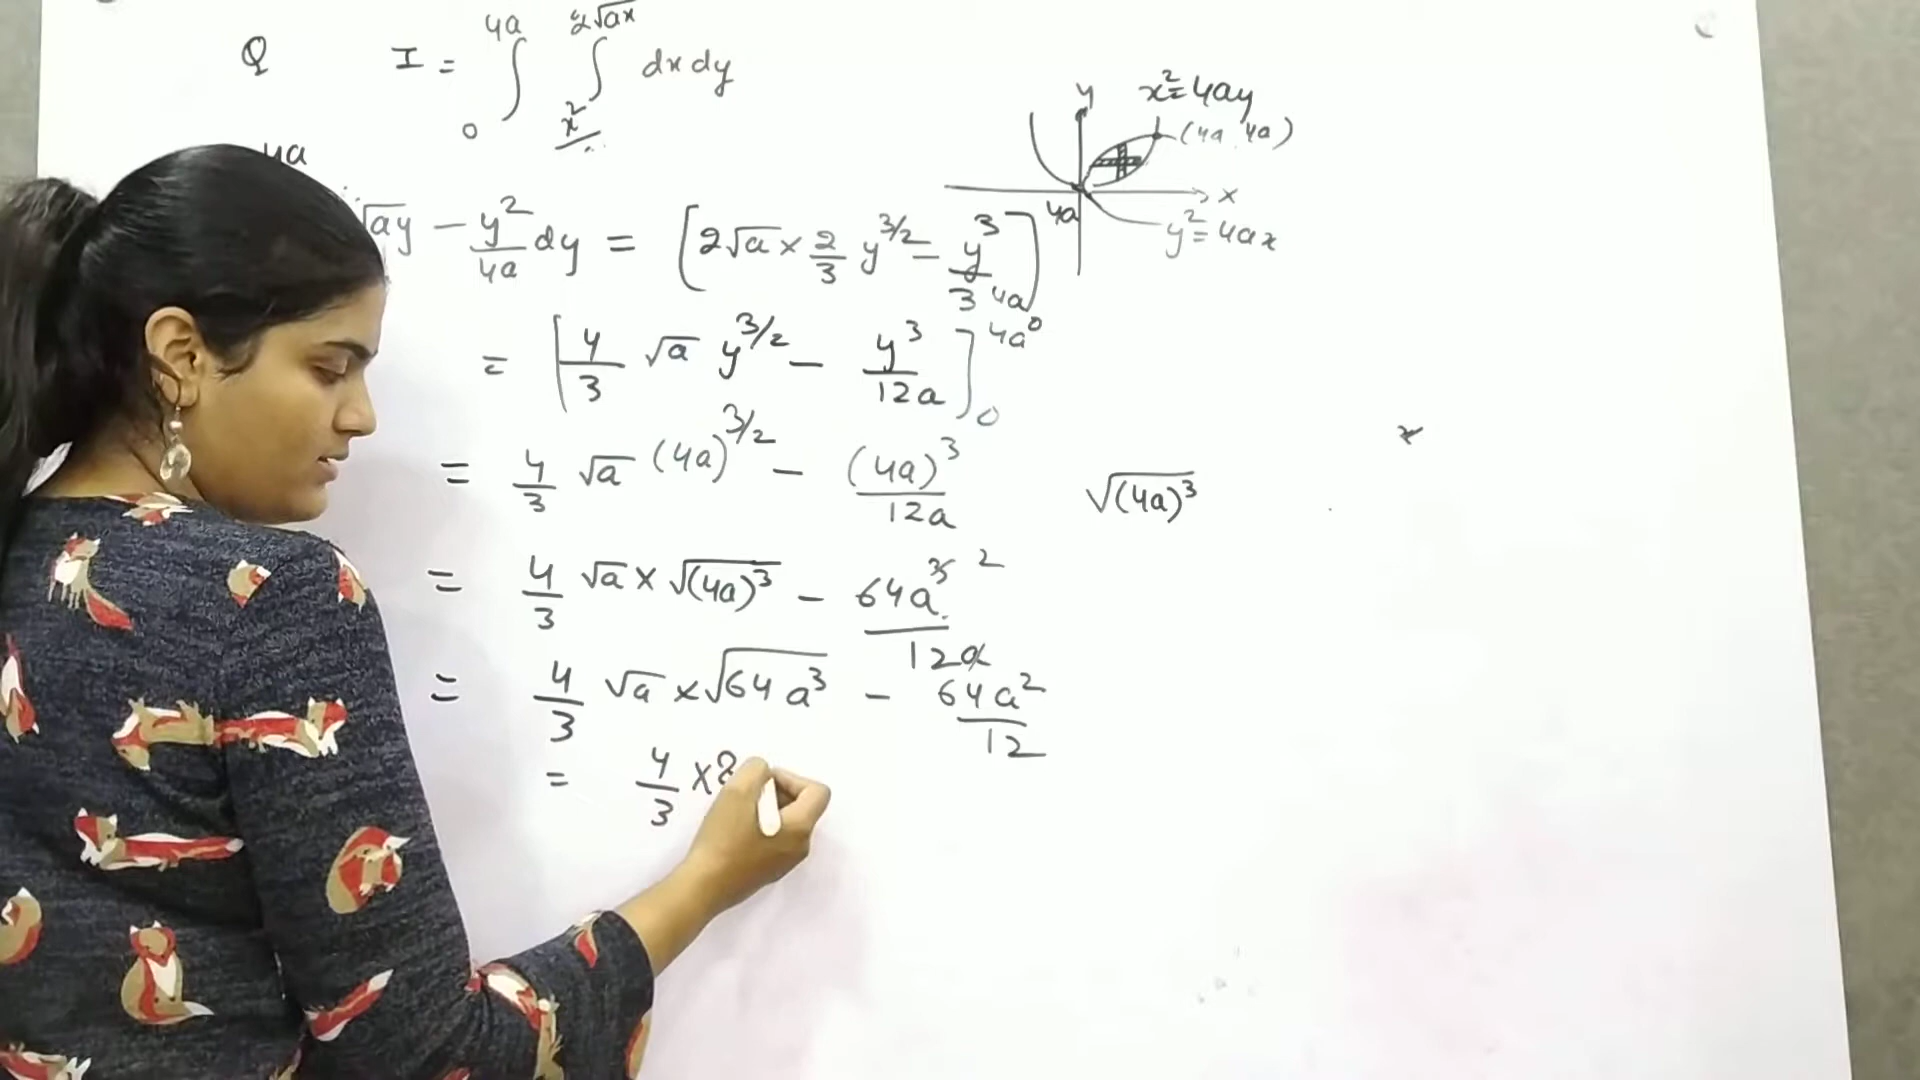 Q I = ∫₀^{4a} ∫_{x²}^{2√ax} dx dy
y x² = 4ay
(4a, 4a)
x
y² = 4ax
4a
√ay - y²/4a dy = [2√a × 2/3 y^{3/2} - y³/3 4a]₀^{4a}
= [4/3 √a y^{3/2} - y³/12a]₀^{4a}
= 4/3 √a (4a)^{3/2} - (4a)³/12a √(4a)³
= 4/3 √a × √(4a)³ - 64a³ ²/12a
= 4/3 √a × √64a³ - 64a²/12
= 4/3 × 8